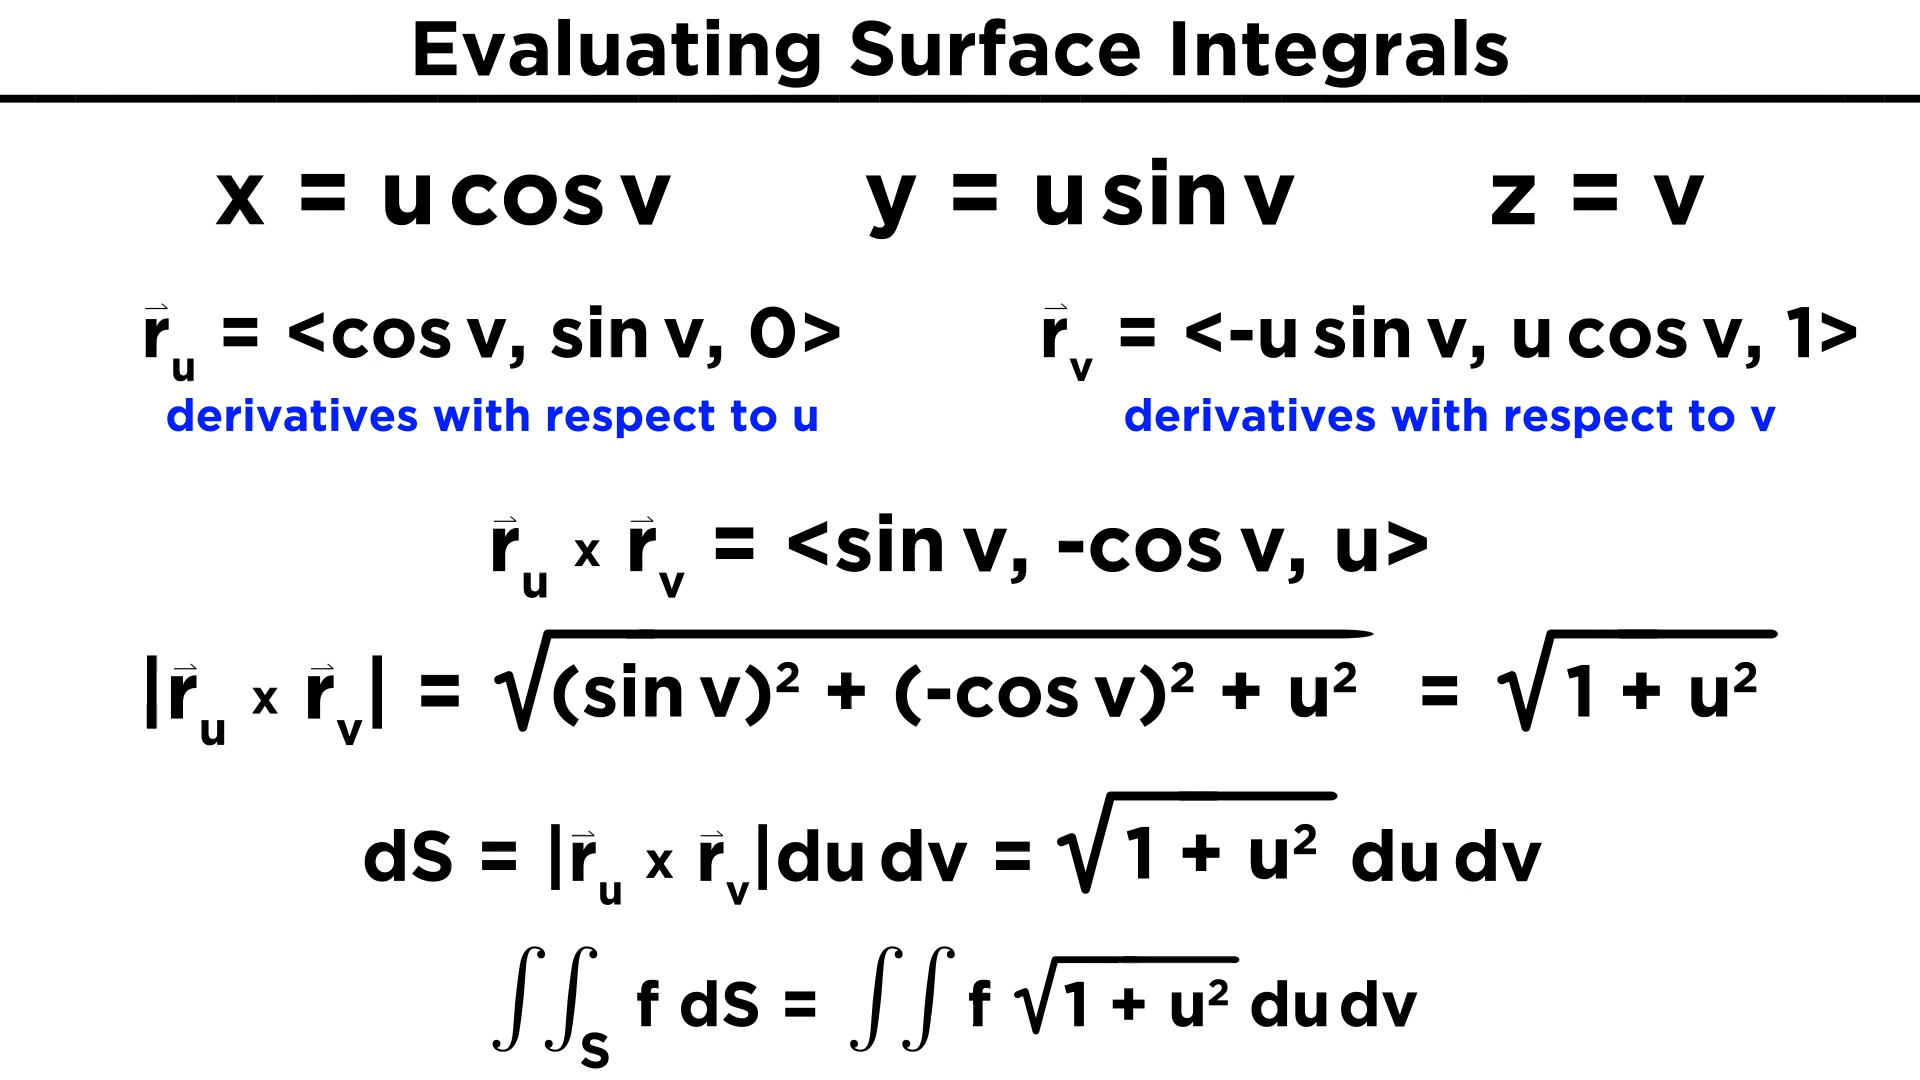 Evaluating Surface Integrals
x = u cos v y = u sin v z = v
r⃗ᵤ = <cos v, sin v, 0> r⃗ᵥ = <-u sin v, u cos v, 1>
derivatives with respect to u derivatives with respect to v
r⃗ᵤ x r⃗ᵥ = <sin v, -cos v, u>
|r⃗ᵤ x r⃗ᵥ| = √((sin v)² + (-cos v)² + u²) = √(1 + u²)
dS = |r⃗ᵤ x r⃗ᵥ|du dv = √(1 + u²) du dv
∫∫_S f dS = ∫∫ f √(1 + u²) du dv